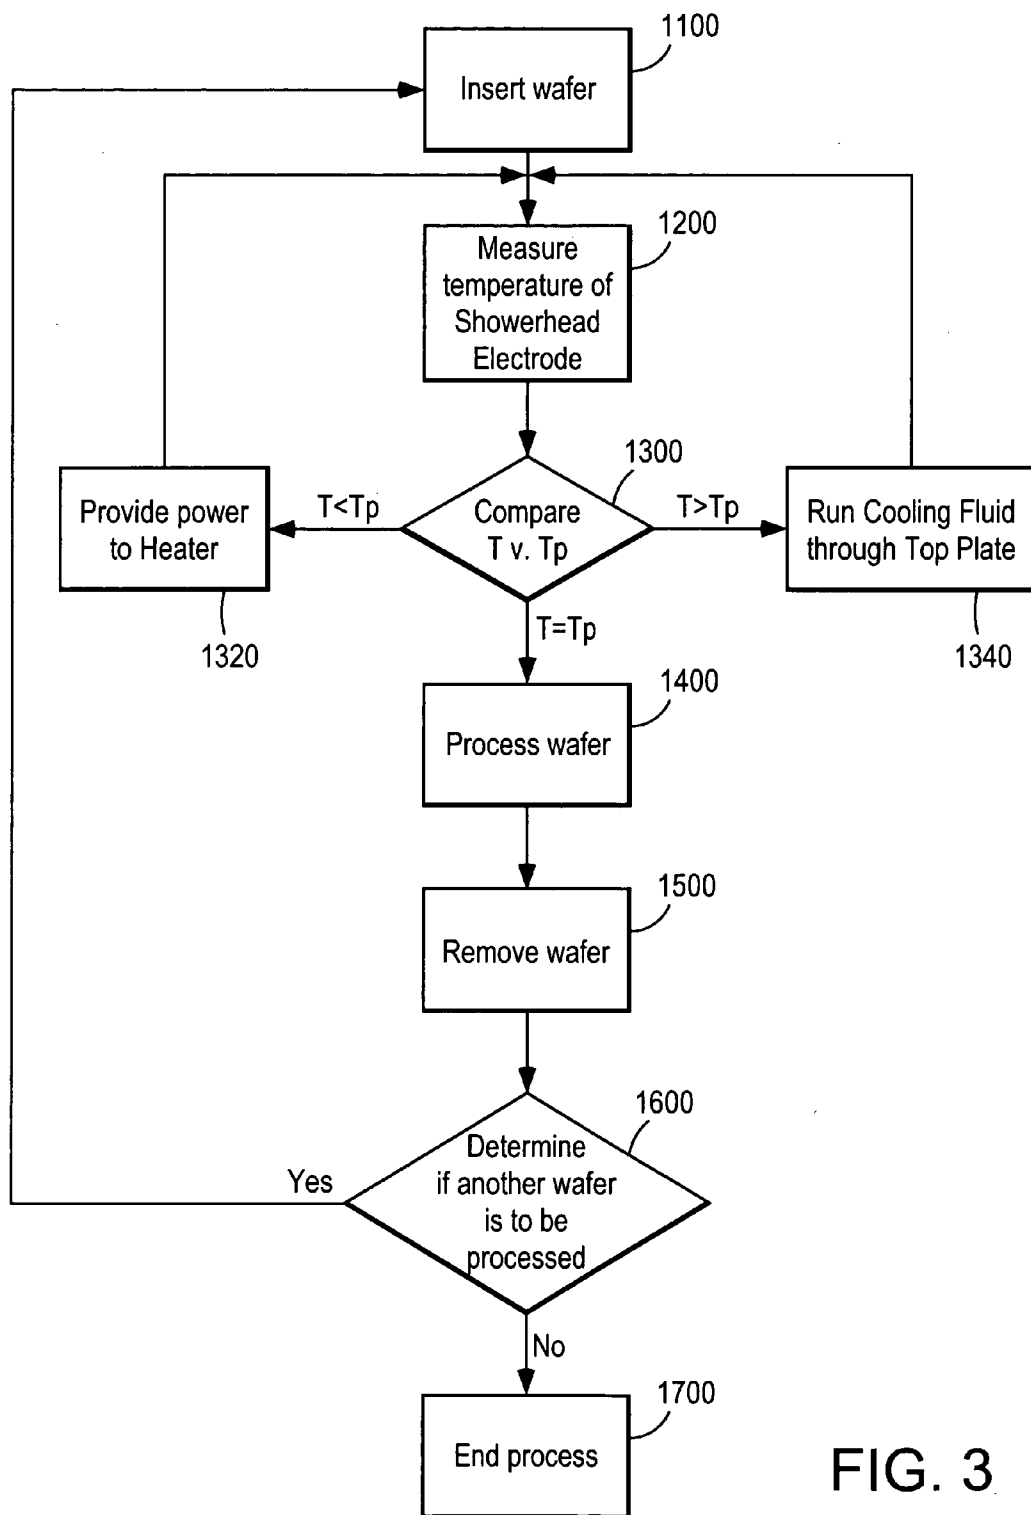 1100
Insert wafer
1200
Measure
temperature of
Showerhead
Electrode
1300
Compare
T v. Tp
T<Tp
T>Tp
Provide power
to Heater
1320
Run Cooling Fluid
through Top Plate
1340
T=Tp
1400
Process wafer
1500
Remove wafer
1600
Determine
if another wafer
is to be
processed
Yes
No
1700
End process
FIG. 3